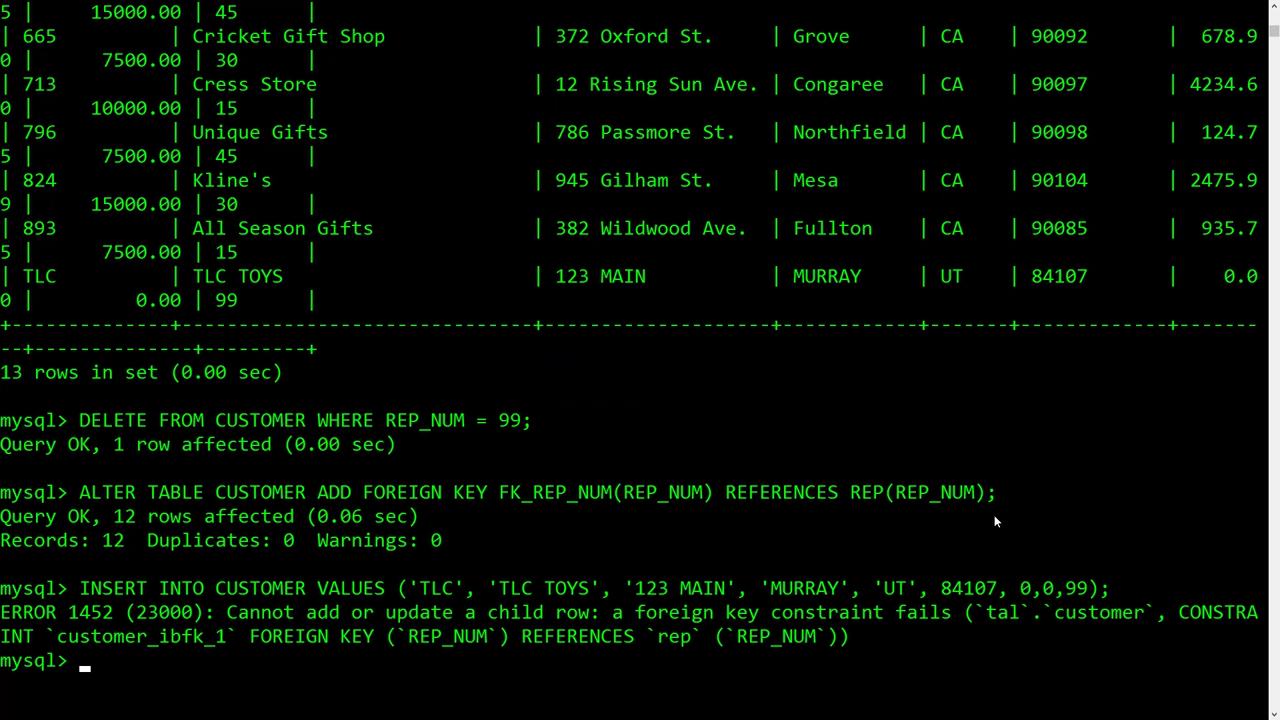 5 |      15000.00 | 45      |
| 665          | Cricket Gift Shop             | 372 Oxford St.     | Grove      | CA    | 90092       |  678.9
0 |       7500.00 | 30      |
| 713          | Cress Store                   | 12 Rising Sun Ave. | Congaree   | CA    | 90097       | 4234.6
0 |      10000.00 | 15      |
| 796          | Unique Gifts                  | 786 Passmore St.   | Northfield | CA    | 90098       |  124.7
5 |       7500.00 | 45      |
| 824          | Kline's                       | 945 Gilham St.     | Mesa       | CA    | 90104       | 2475.9
9 |      15000.00 | 30      |
| 893          | All Season Gifts              | 382 Wildwood Ave.  | Fullton    | CA    | 90085       |  935.7
5 |       7500.00 | 15      |
| TLC          | TLC TOYS                      | 123 MAIN           | MURRAY     | UT    | 84107       |    0.0
0 |          0.00 | 99      |
+--------------+-------------------------------+--------------------+------------+-------+-------------+-------
--+--------------+---------+
13 rows in set (0.00 sec)
mysql> DELETE FROM CUSTOMER WHERE REP_NUM = 99;
Query OK, 1 row affected (0.00 sec)
mysql> ALTER TABLE CUSTOMER ADD FOREIGN KEY FK_REP_NUM(REP_NUM) REFERENCES REP(REP_NUM);
Query OK, 12 rows affected (0.06 sec)
Records: 12  Duplicates: 0  Warnings: 0
mysql> INSERT INTO CUSTOMER VALUES ('TLC', 'TLC TOYS', '123 MAIN', 'MURRAY', 'UT', 84107, 0,0,99);
ERROR 1452 (23000): Cannot add or update a child row: a foreign key constraint fails (`tal`.`customer`, CONSTRA
INT `customer_ibfk_1` FOREIGN KEY (`REP_NUM`) REFERENCES `rep` (`REP_NUM`))
mysql> _